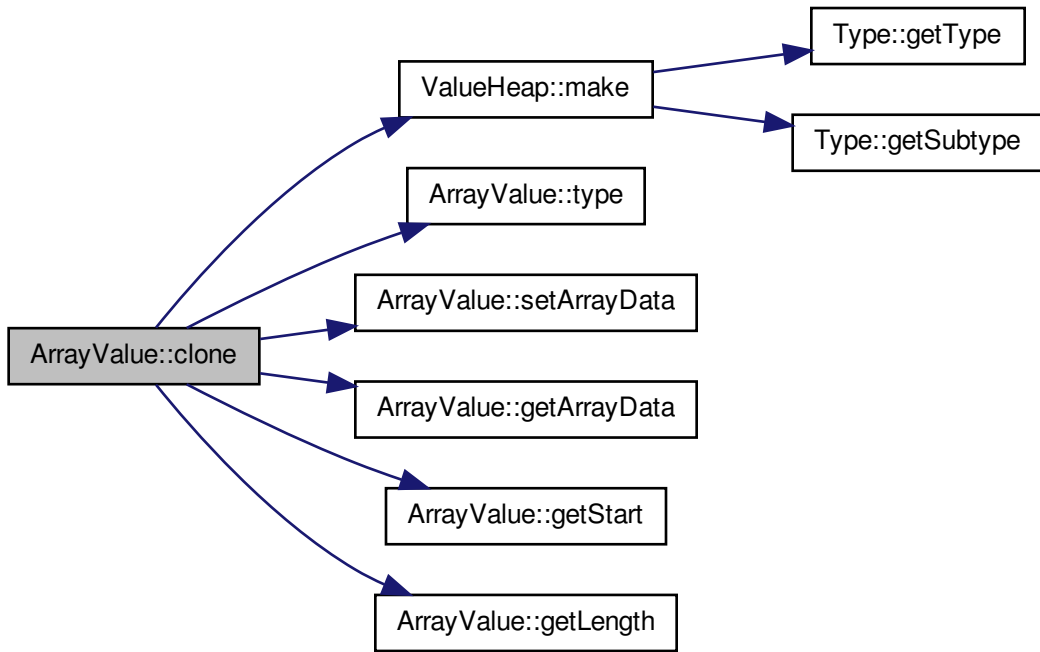 Type::getType
ValueHeap::make
Type::getSubtype
ArrayValue::type
ArrayValue::setArrayData
ArrayValue::clone
ArrayValue::getArrayData
ArrayValue::getStart
ArrayValue::getLength